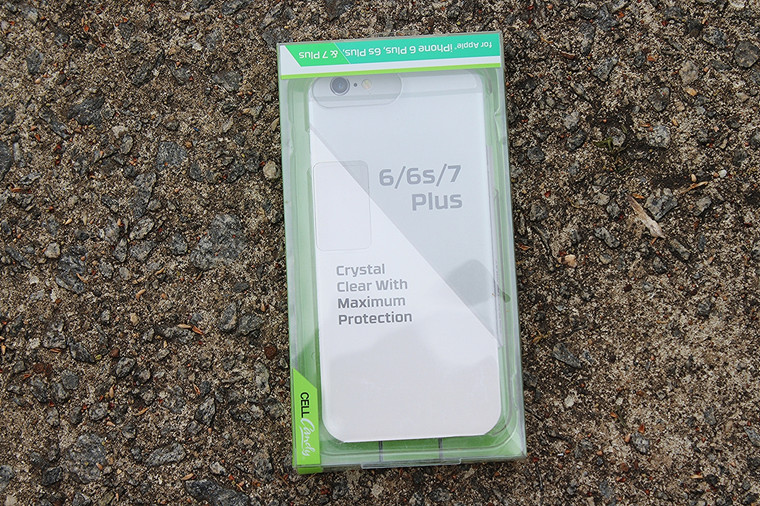 for Apple® iPhone 6 Plus, 6s Plus, & 7 Plus
6/6s/7
Plus
Crystal
Clear With
Maximum
Protection
CELL Candy